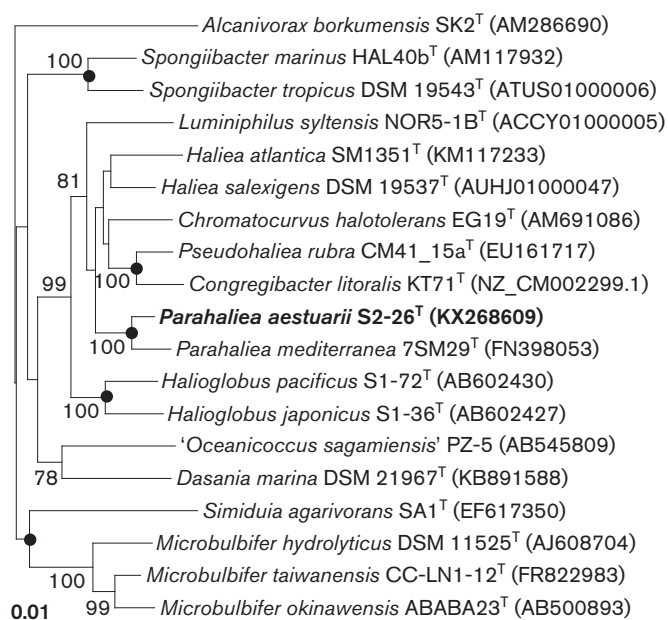 Alcanivorax borkumensis SK2ᵀ (AM286690)
100
Spongiibacter marinus HAL40bᵀ (AM117932)
Spongiibacter tropicus DSM 19543ᵀ (ATUS01000006)
Luminiphilus syltensis NOR5-1Bᵀ (ACCY01000005)
Haliea atlantica SM1351ᵀ (KM117233)
81
Haliea salexigens DSM 19537ᵀ (AUHJ01000047)
Chromatocurvus halotolerans EG19ᵀ (AM691086)
Pseudohaliea rubra CM41_15aᵀ (EU161717)
99
100
Congregibacter litoralis KT71ᵀ (NZ_CM002299.1)
Parahaliea aestuarii S2-26ᵀ (KX268609)
100
Parahaliea mediterranea 7SM29ᵀ (FN398053)
Halioglobus pacificus S1-72ᵀ (AB602430)
100
Halioglobus japonicus S1-36ᵀ (AB602427)
'Oceanicoccus sagamiensis' PZ-5 (AB545809)
78
Dasania marina DSM 21967ᵀ (KB891588)
Simiduia agarivorans SA1ᵀ (EF617350)
Microbulbifer hydrolyticus DSM 11525ᵀ (AJ608704)
100
Microbulbifer taiwanensis CC-LN1-12ᵀ (FR822983)
99
Microbulbifer okinawensis ABABA23ᵀ (AB500893)
0.01